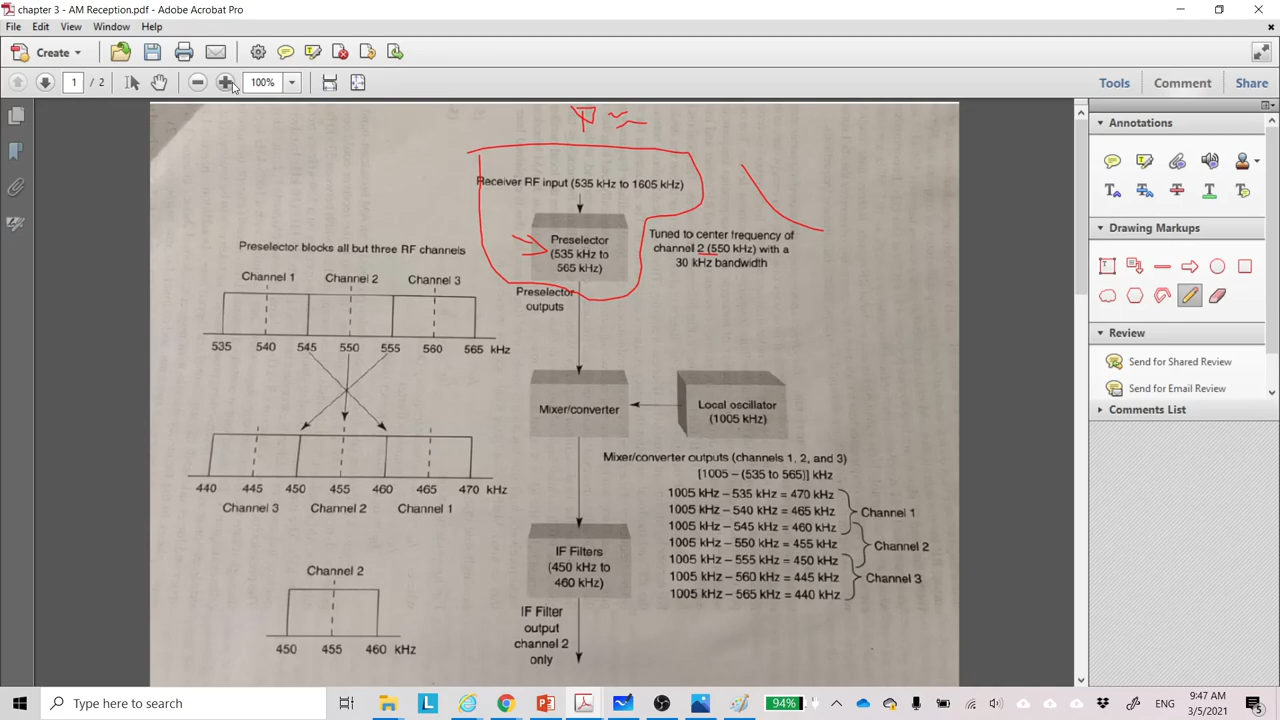 chapter 3 - AM Reception.pdf - Adobe Acrobat Pro
File Edit View Window Help
Create
1 / 2 100% Tools Comment Share
Receiver RF input (535 kHz to 1605 kHz)
Preselector
(535 kHz to
565 kHz)
Tuned to center frequency of
channel 2 (550 kHz) with a
30 kHz bandwidth
Preselector blocks all but three RF channels
Channel 1 Channel 2 Channel 3
535 540 545 550 555 560 565 kHz
Preselector
outputs
Mixer/converter
Local oscillator
(1005 kHz)
440 445 450 455 460 465 470 kHz
Channel 3 Channel 2 Channel 1
Mixer/converter outputs (channels 1, 2, and 3)
[1005 – (535 to 565)] kHz
1005 kHz – 535 kHz = 470 kHz
1005 kHz – 540 kHz = 465 kHz
1005 kHz – 545 kHz = 460 kHz
1005 kHz – 550 kHz = 455 kHz
1005 kHz – 555 kHz = 450 kHz
1005 kHz – 560 kHz = 445 kHz
1005 kHz – 565 kHz = 440 kHz
Channel 1
Channel 2
Channel 3
IF Filters
(450 kHz to
460 kHz)
Channel 2
450 455 460 kHz
IF Filter
output
channel 2
only
Annotations
Drawing Markups
Review
Send for Shared Review
Send for Email Review
Comments List
Type here to search
94%
9:47 AM
3/5/2021
5